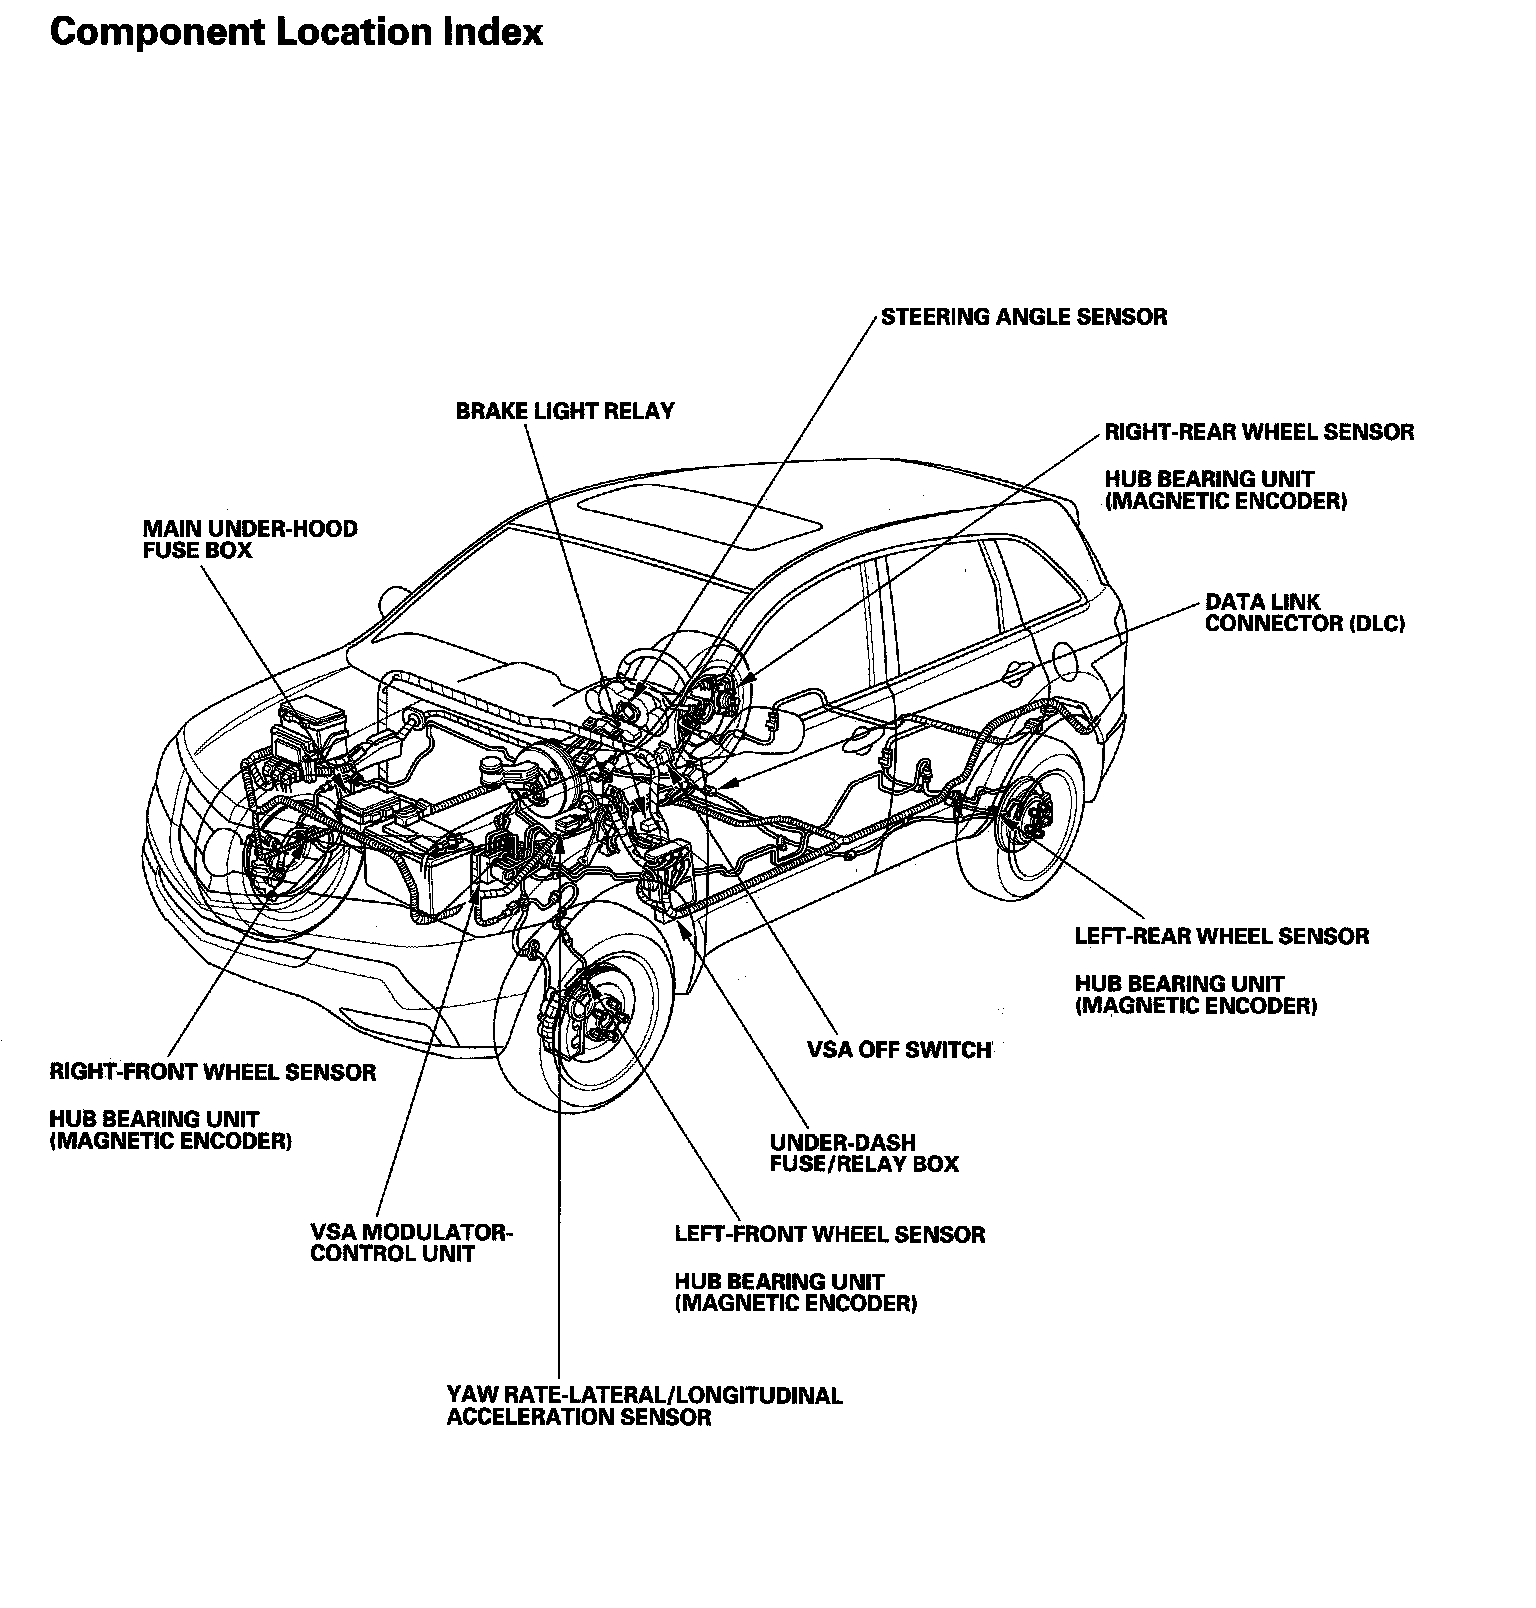 Component Location Index
STEERING ANGLE SENSOR
BRAKE LIGHT RELAY
RIGHT-REAR WHEEL SENSOR
HUB BEARING UNIT
(MAGNETIC ENCODER)
MAIN UNDER-HOOD
FUSE BOX
DATA LINK
CONNECTOR (DLC)
LEFT-REAR WHEEL SENSOR
HUB BEARING UNIT
(MAGNETIC ENCODER)
VSA OFF SWITCH
RIGHT-FRONT WHEEL SENSOR
HUB BEARING UNIT
(MAGNETIC ENCODER)
UNDER-DASH
FUSE/RELAY BOX
VSA MODULATOR-
CONTROL UNIT
LEFT-FRONT WHEEL SENSOR
HUB BEARING UNIT
(MAGNETIC ENCODER)
YAW RATE-LATERAL/LONGITUDINAL
ACCELERATION SENSOR